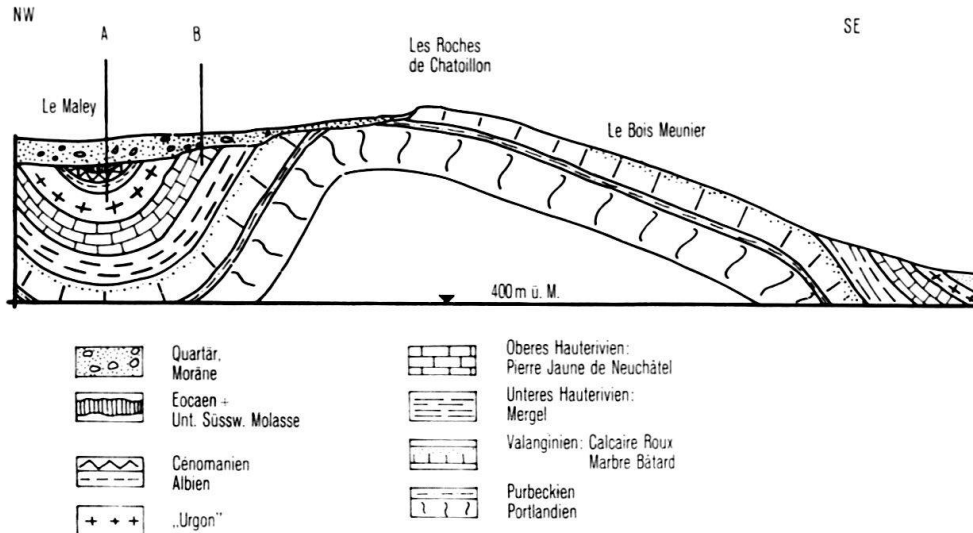 NW
SE
A
B
Les Roches
de Chatoillon
Le Maley
Le Bois Meunier
400 m ü. M.
Quartär,
Moräne
Eocaen +
Unt. Süssw. Molasse
Cénomanien
Albien
„Urgon"
Oberes Hauterivien:
Pierre Jaune de Neuchâtel
Unteres Hauterivien:
Mergel
Valanginien: Calcaire Roux
Marbre Bâtard
Purbeckien
Portlandien